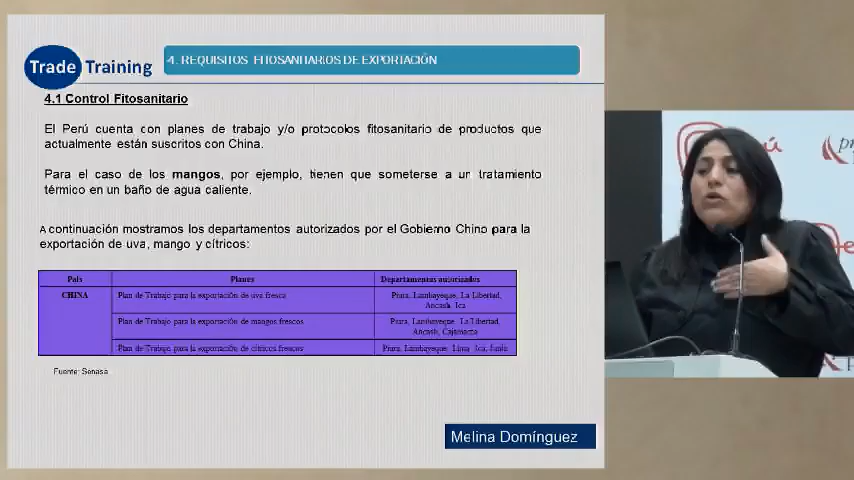 Trade Training
4. REQUISITOS FITOSANITARIOS DE EXPORTACIÓN
4.1 Control Fitosanitario
El Perú cuenta con planes de trabajo y/o protocolos fitosanitario de productos que
actualmente están suscritos con China.
Para el caso de los mangos, por ejemplo, tienen que someterse a un tratamiento
térmico en un baño de agua caliente.
A continuación mostramos los departamentos autorizados por el Gobierno Chino para la
exportación de uva, mango y cítricos:
País Planes Departamentos autorizados
CHINA Plan de Trabajo para la exportación de uva fresca Piura, Lambayeque, La Libertad,
Ancash, Ica
Plan de Trabajo para la exportación de mangos frescos Piura, Lambayeque, La Libertad,
Ancash, Cajamarca
Plan de Trabajo para la exportación de cítricos frescos Piura, Lambayeque, Lima, Ica, Junín
Fuente: Senasa
Melina Domínguez